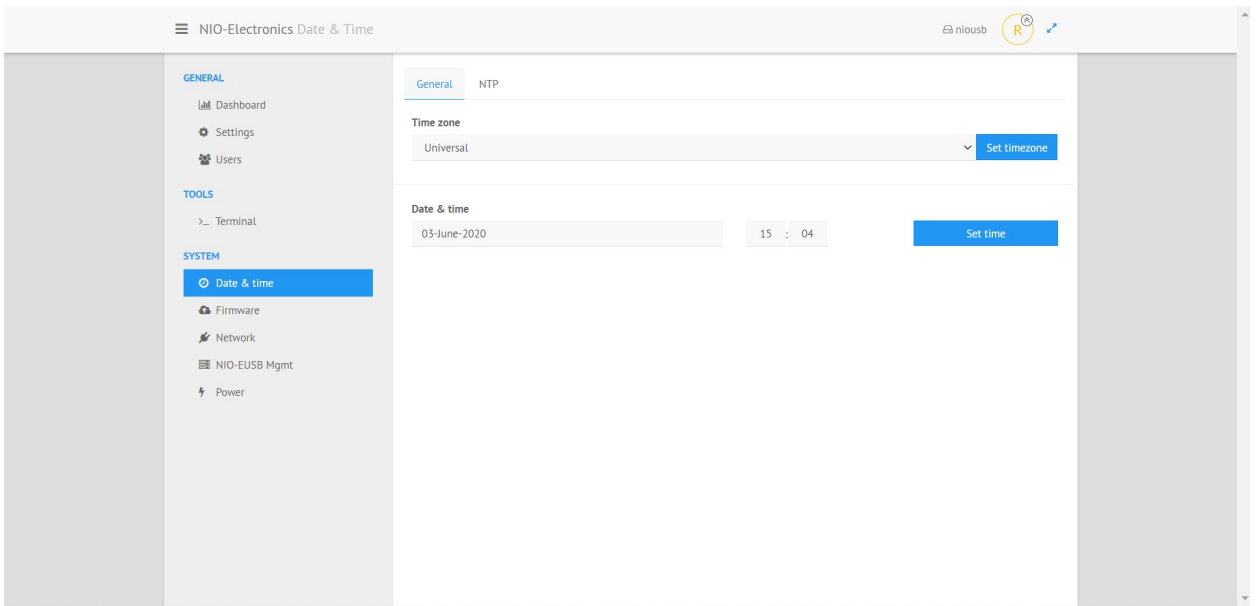 NIO-Electronics Date & Time
niousb
R
GENERAL
Dashboard
Settings
Users
TOOLS
>_ Terminal
SYSTEM
Date & time
Firmware
Network
NIO-EUSB Mgmt
Power
General NTP
Time zone
Universal Set timezone
Date & time
03-June-2020 15 : 04 Set time